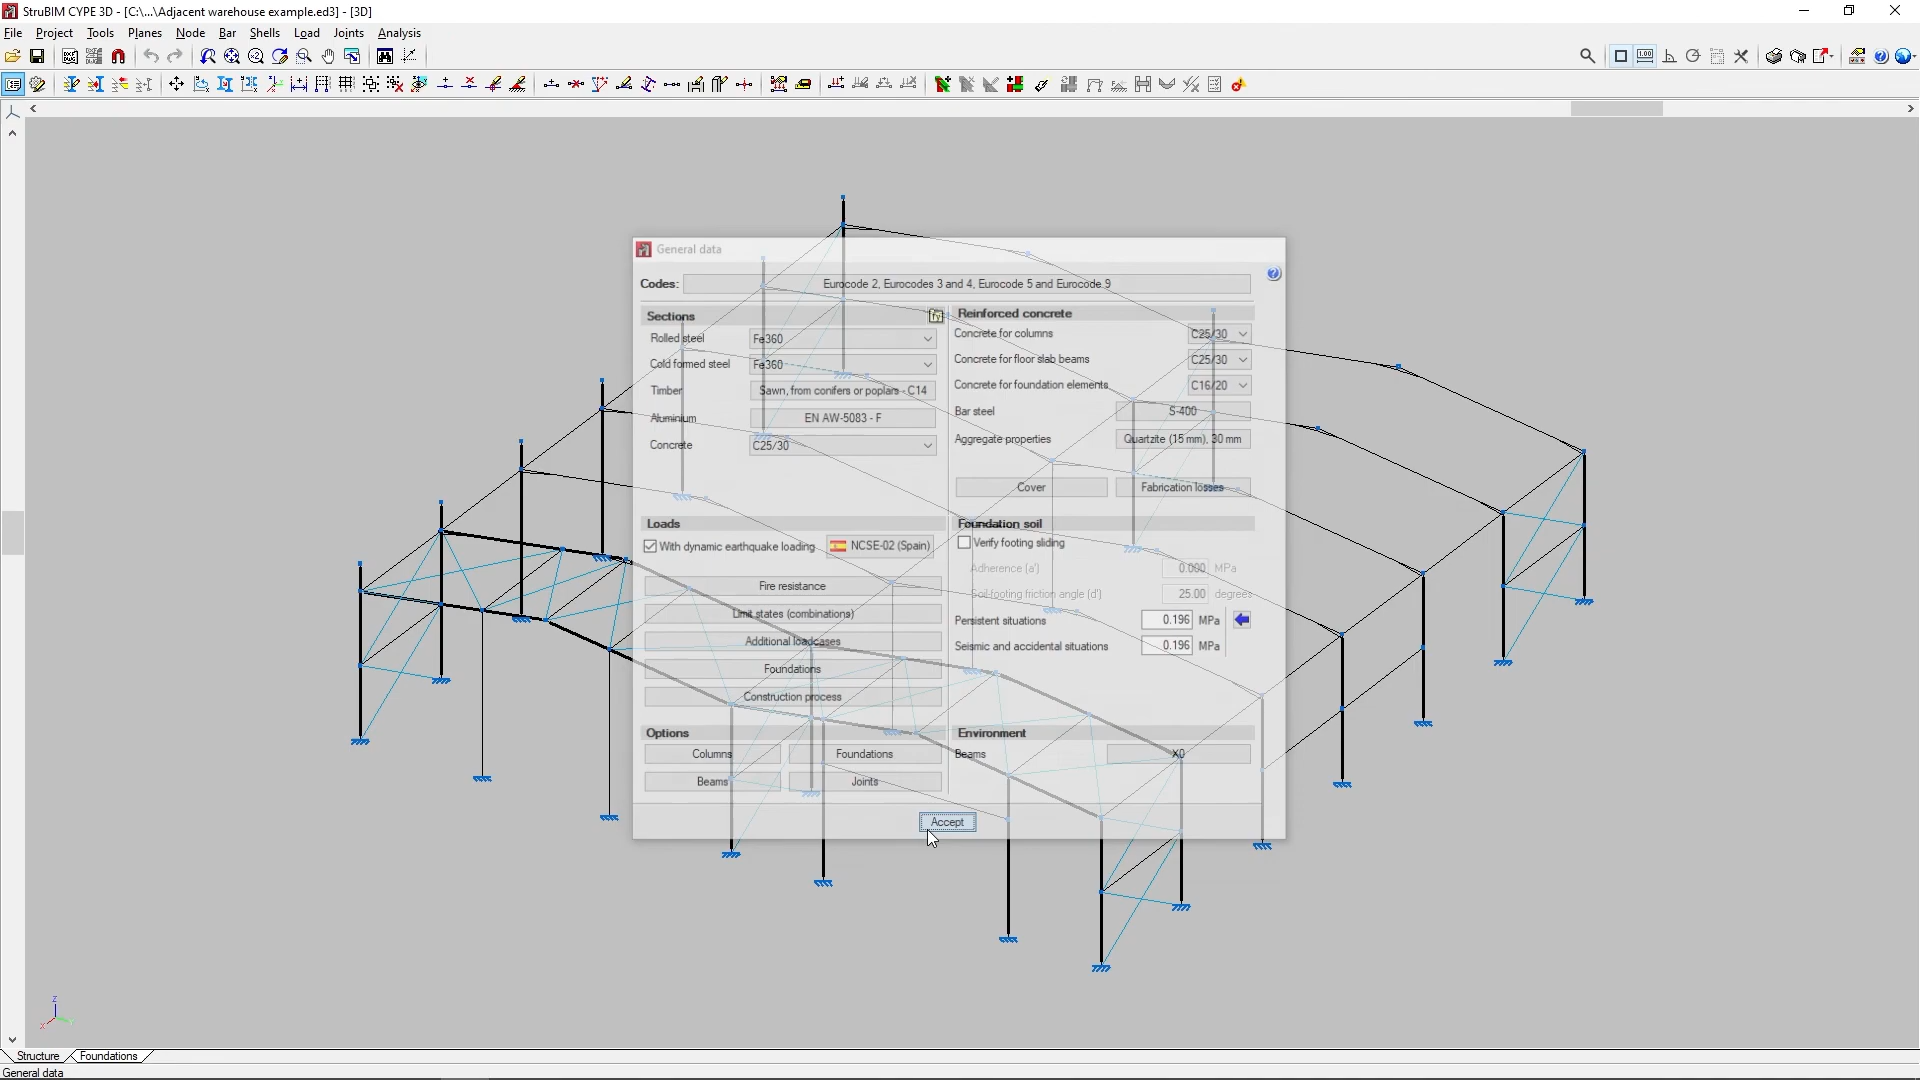 StruBIM CYPE 3D - [C:\...\Adjacent warehouse example.ed3] - [3D]
File Project Tools Planes Node Bar Shells Load Joints Analysis
General data
Codes: Eurocode 2, Eurocodes 3 and 4, Eurocode 5 and Eurocode 9
Sections
Rolled steel Fe360
Cold formed steel Fe360
Timber Sawn, from conifers or poplars - C14
Aluminium EN AW-5083 - F
Concrete C25/30
Reinforced concrete
Concrete for columns C25/30
Concrete for floor slab beams C25/30
Concrete for foundation elements C16/20
Bar steel S-400
Aggregate properties Quartzite (15 mm), 30 mm
Cover Fabrication losses
Loads
With dynamic earthquake loading NCSE-02 (Spain)
Fire resistance
Limit states (combinations)
Additional loadcases
Foundations
Construction process
Foundation soil
Verify footing sliding
Adherence (a') 0.000 MPa
Soil-footing friction angle (d') 25.00 degrees
Persistent situations 0.196 MPa
Seismic and accidental situations 0.196 MPa
Options
Columns Foundations
Beams Joints
Environment
Beams X0
Accept
Z
Structure Foundations
General data